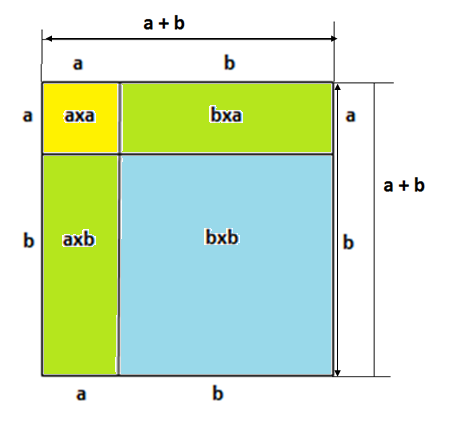 a + b
a b
a axa bxa a
a + b
b axb bxb b
a b